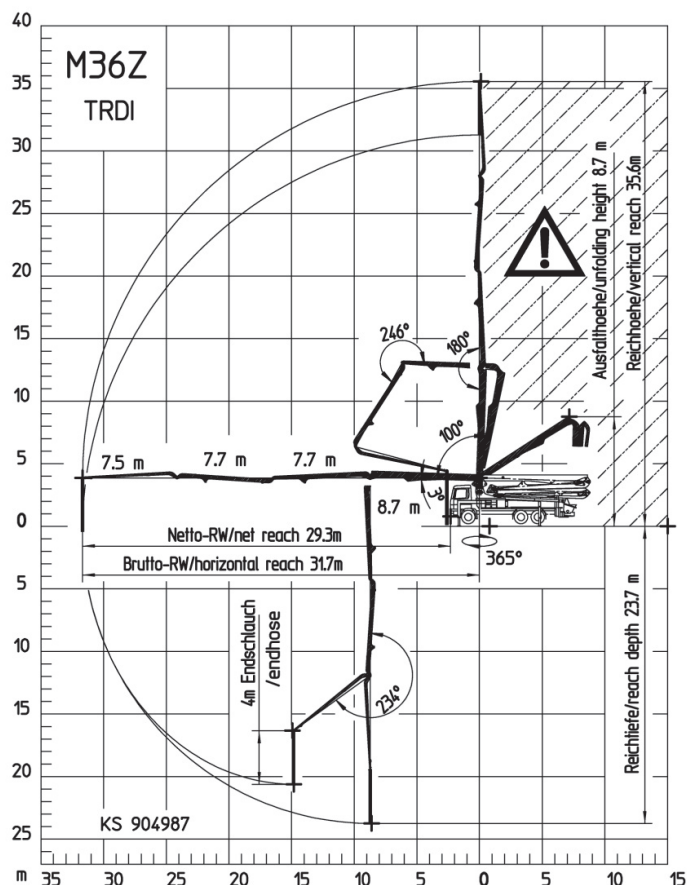 40
35
30
25
20
15
10
5
0
5
10
15
20
25
m
M36Z
TRDI
Ausfalthoehe/unfolding height 8.7 m
Reichhoehe/vertical reach 35.6m
246°
180°
100°
3°
7.5 m
7.7 m
7.7 m
8.7 m
Netto-RW/net reach 29.3m
Brutto-RW/horizontal reach 31.7m
365°
4m Endschlauch
/endhose
234°
Reichtiefe/reach depth 23.7 m
KS 904987
35 30 25 20 15 10 5 0 5 10 15